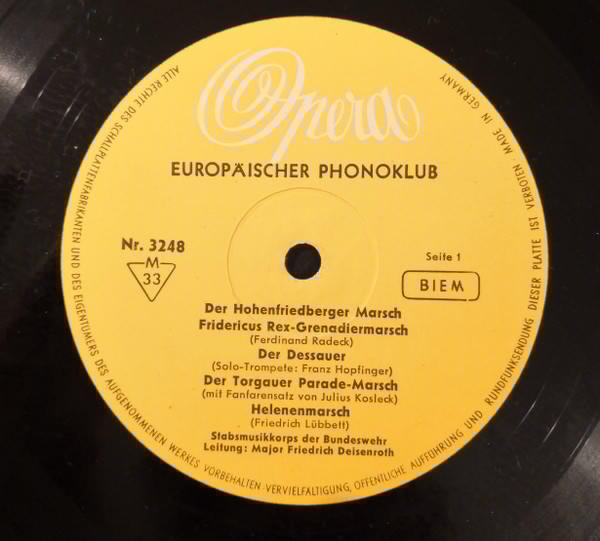 Opera
EUROPÄISCHER PHONOKLUB
Nr. 3248
M
33
Seite 1
BIEM
Der Hohenfriedberger Marsch
Fridericus Rex-Grenadiermarsch
(Ferdinand Radeck)
Der Dessauer
(Solo-Trompete: Franz Hopfinger)
Der Torgauer Parade-Marsch
(mit Fanfarensatz von Julius Kosleck)
Helenenmarsch
(Friedrich Lübbett)
Stabsmusikkorps der Bundeswehr
Leitung: Major Friedrich Deisenroth
ALLE RECHTE DES SCHALLPLATTENFABRIKANTEN UND DES EIGENTÜMERS DES AUFGENOMMENEN WERKES VORBEHALTEN · VERVIELFÄLTIGUNG, ÖFFENTLICHE AUFFÜHRUNG UND RUNDFUNKSENDUNG DIESER PLATTE IST VERBOTEN · MADE IN GERMANY